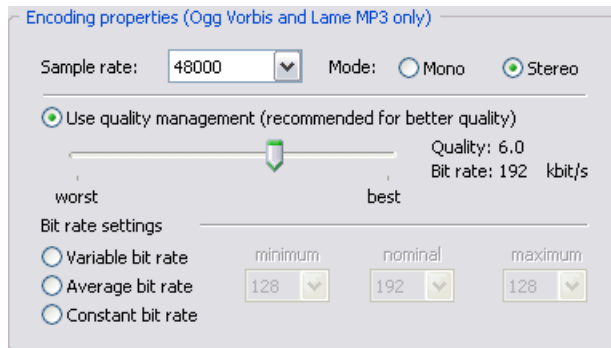 Encoding properties (Ogg Vorbis and Lame MP3 only)
Sample rate: 48000 Mode: Mono Stereo
Use quality management (recommended for better quality)
Quality: 6.0
Bit rate: 192 kbit/s
worst best
Bit rate settings
Variable bit rate minimum nominal maximum
Average bit rate 128 192 128
Constant bit rate